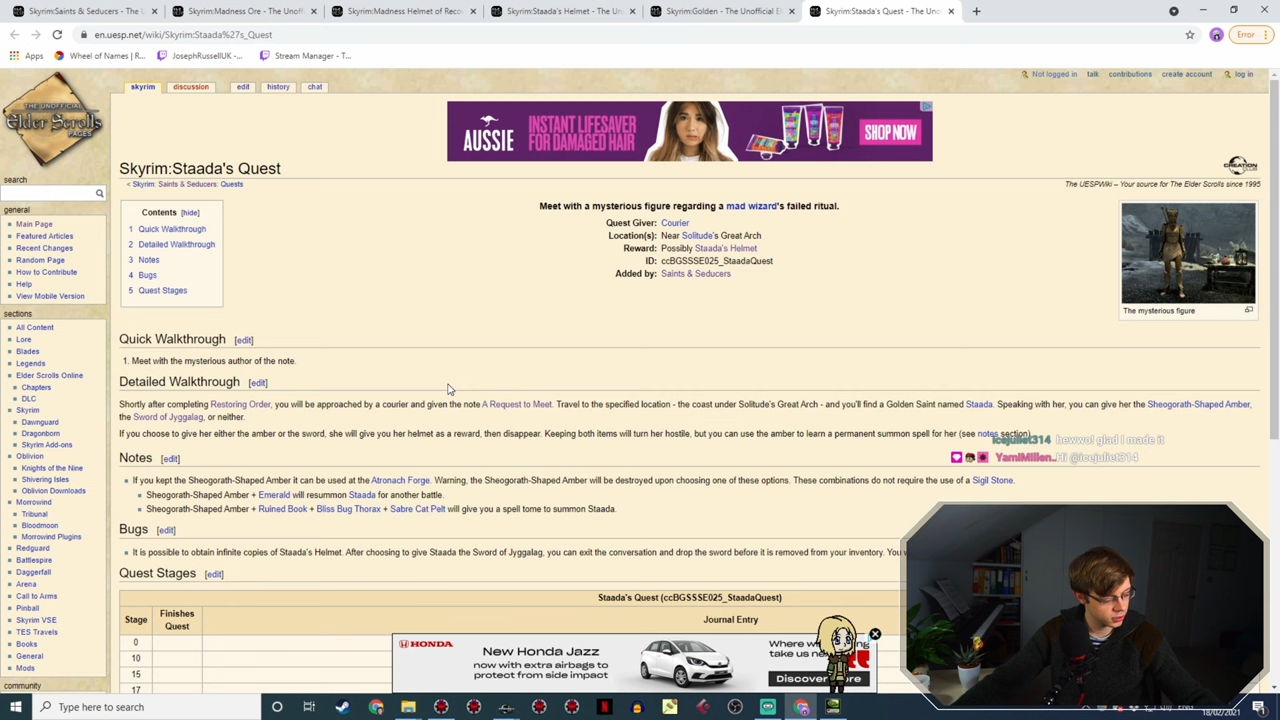 Skyrim:Saints & Seducers - The U
Skyrim:Madness Ore - The Unoff
Skyrim:Madness Helmet of Reco
Skyrim:Staada's Helmet - The Un
Skyrim:Golden - The Unofficial E
Skyrim:Staada's Quest - The Un
en.uesp.net/wiki/Skyrim:Staada%27s_Quest
Error
Apps
Wheel of Names | R...
JosephRussellUK -...
Stream Manager - T...
Not logged in talk contributions create account log in
skyrim discussion edit history chat
THE UNOFFICIAL
Elder Scrolls
PAGES
AUSSIE INSTANT LIFESAVER FOR DAMAGED HAIR SHOP NOW
Skyrim:Staada's Quest
< Skyrim: Saints & Seducers: Quests
CREATION
The UESPWiki – Your source for The Elder Scrolls since 1995
search
general
Main Page
Featured Articles
Recent Changes
Random Page
How to Contribute
Help
View Mobile Version
sections
All Content
Lore
Blades
Legends
Elder Scrolls Online
Chapters
DLC
Skyrim
Dawnguard
Dragonborn
Skyrim Add-ons
Oblivion
Knights of the Nine
Shivering Isles
Oblivion Downloads
Morrowind
Tribunal
Bloodmoon
Morrowind Plugins
Redguard
Battlespire
Daggerfall
Arena
Call to Arms
Pinball
Skyrim VSE
TES Travels
Books
General
Mods
community
Contents [hide]
1 Quick Walkthrough
2 Detailed Walkthrough
3 Notes
4 Bugs
5 Quest Stages
Meet with a mysterious figure regarding a mad wizard's failed ritual.
Quest Giver: Courier
Location(s): Near Solitude's Great Arch
Reward: Possibly Staada's Helmet
ID: ccBGSSSE025_StaadaQuest
Added by: Saints & Seducers
The mysterious figure
Quick Walkthrough [edit]
1. Meet with the mysterious author of the note.
Detailed Walkthrough [edit]
Shortly after completing Restoring Order, you will be approached by a courier and given the note A Request to Meet. Travel to the specified location - the coast under Solitude's Great Arch - and you'll find a Golden Saint named Staada. Speaking with her, you can give her the Sheogorath-Shaped Amber,
the Sword of Jyggalag, or neither.
If you choose to give her either the amber or the sword, she will give you her helmet as a reward, then disappear. Keeping both items will turn her hostile, but you can use the amber to learn a permanent summon spell for her (see notes section)
icejuliet314 hewwo! glad I made it
YamiMillen.. Hi @icejuliet314
Notes [edit]
If you kept the Sheogorath-Shaped Amber it can be used at the Atronach Forge. Warning, the Sheogorath-Shaped Amber will be destroyed upon choosing one of these options. These combinations do not require the use of a Sigil Stone.
Sheogorath-Shaped Amber + Emerald will resummon Staada for another battle.
Sheogorath-Shaped Amber + Ruined Book + Bliss Bug Thorax + Sabre Cat Pelt will give you a spell tome to summon Staada.
Bugs [edit]
It is possible to obtain infinite copies of Staada's Helmet. After choosing to give Staada the Sword of Jyggalag, you can exit the conversation and drop the sword before it is removed from your inventory. You
Quest Stages [edit]
Staada's Quest (ccBGSSSE025_StaadaQuest)
Stage
Finishes Quest
Journal Entry
0
10
15
17
HONDA
New Honda Jazz
now with extra airbags to
protect from side impact
Discover
Type here to search
ENG
18/02/2021